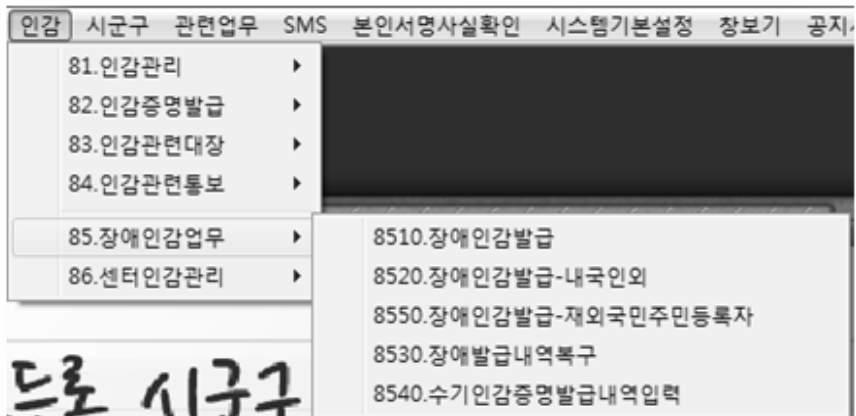 인감 시군구 관련업무 SMS 본인서명사실확인 시스템기본설정 창보기
81.인감관리
82.인감증명발급
83.인감관련대장
84.인감관련통보
85.장애인감업무
86.센터인감관리
8510.장애인감발급
8520.장애인감발급-내국인외
8550.장애인감발급-재외국민주민등록자
8530.장애발급내역복구
8540.수기인감증명발급내역입력
드로 시군구